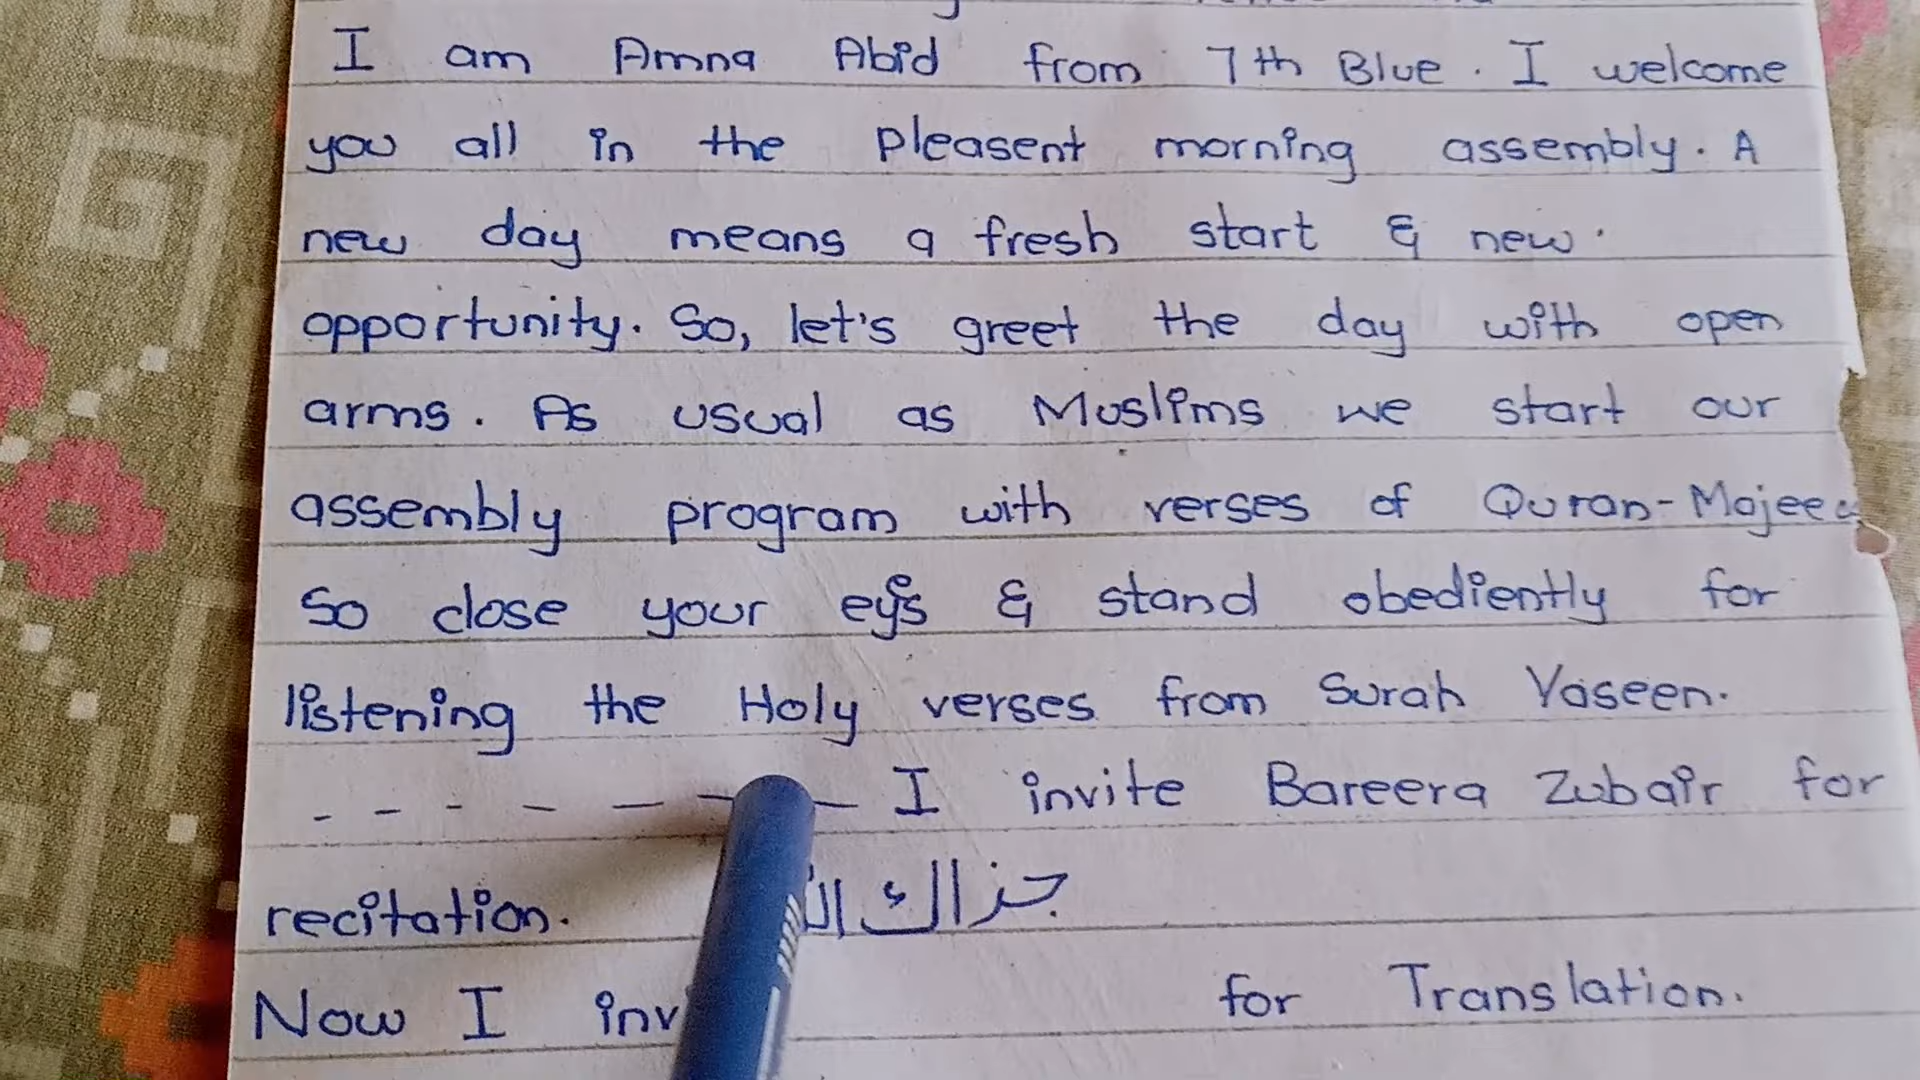 I am Amna Abid from 7th Blue. I welcome
you all in the pleasent morning assembly. A
new day means a fresh start & new
opportunity. So, let's greet the day with open
arms. As usual as Muslims we start our
assembly program with verses of Quran-Majeed
So close your eyes & stand obediently for
listening the Holy verses from Surah Yaseen.
- - - - - - - I invite Bareera Zubair for
recitation. جزاك
Now I inv for Translation.